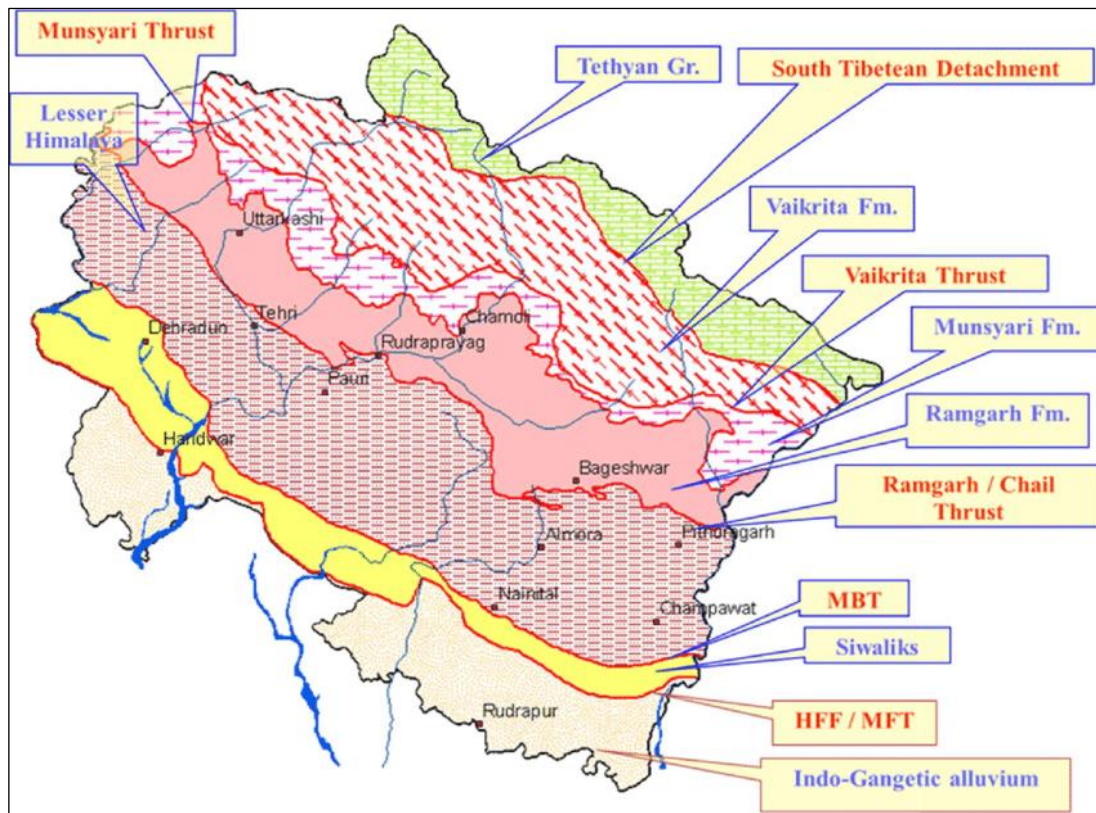 Munsyari Thrust
Tethyan Gr.
South Tibetean Detachment
Lesser
Himalaya
Vaikrita Fm.
Uttarkashi
Vaikrita Thrust
Munsyari Fm.
Tehri
Chamoli
Dehradun
Rudraprayag
Pauri
Ramgarh Fm.
Haridwar
Bageshwar
Ramgarh / Chail
Thrust
Almora
Pithoragarh
Nainital
Champawat
MBT
Siwaliks
Rudrapur
HFF / MFT
Indo-Gangetic alluvium